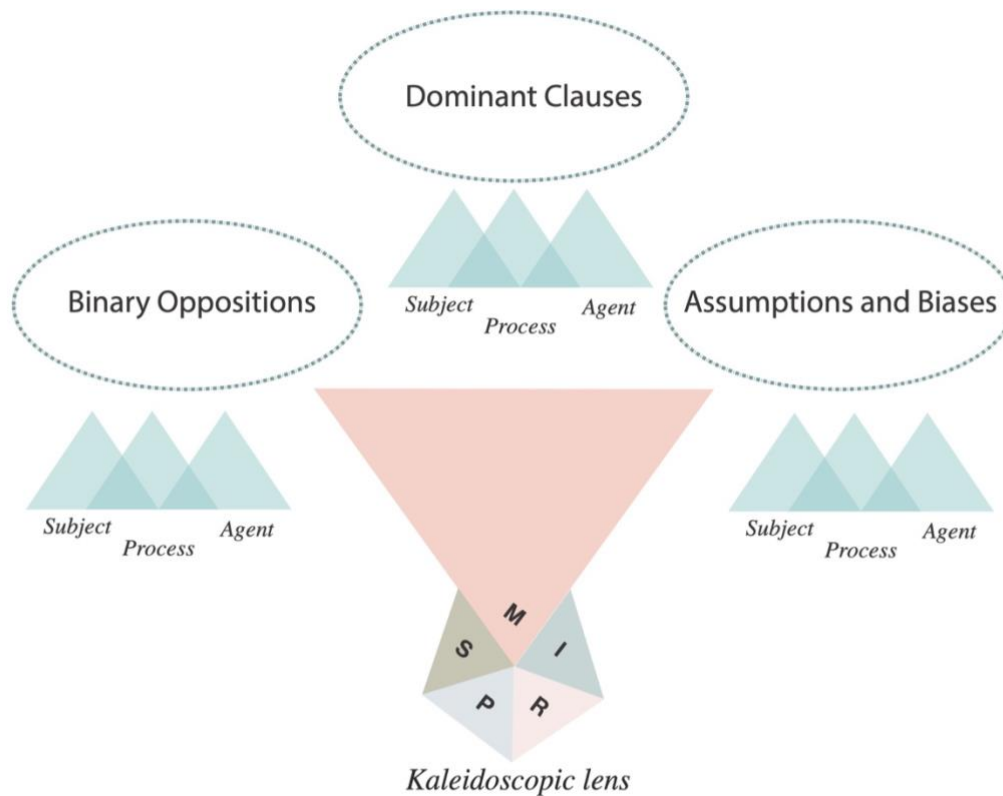 Dominant Clauses
Subject
Process
Agent
Binary Oppositions
Subject
Process
Agent
Assumptions and Biases
Subject
Process
Agent
M
S
I
P
R
Kaleidoscopic lens